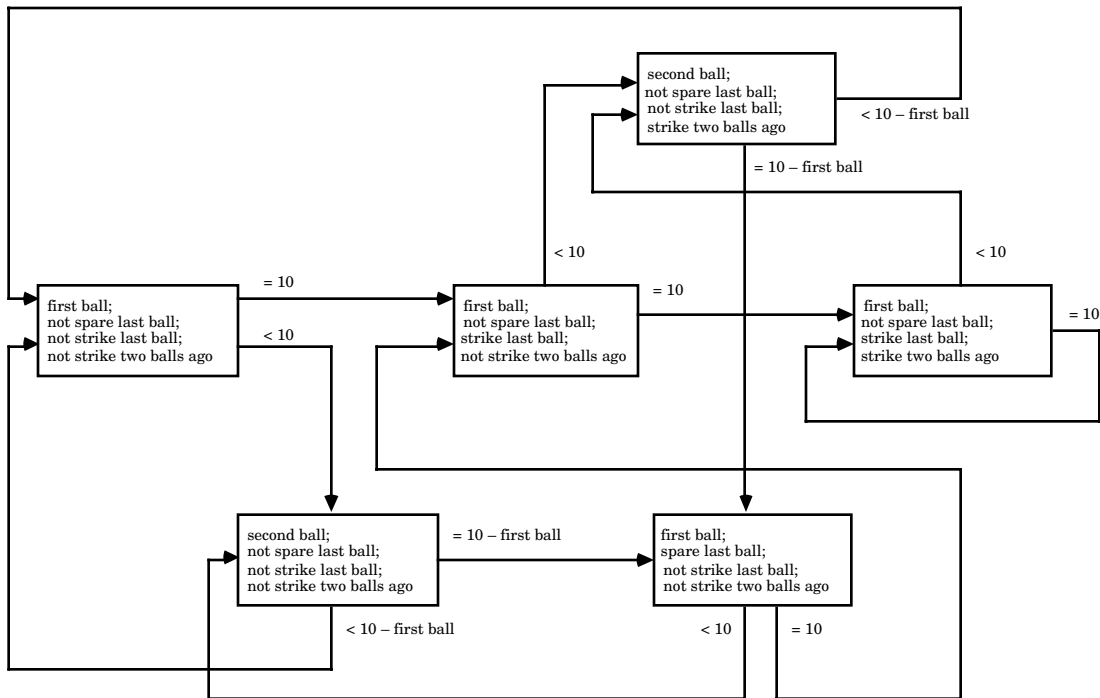 second ball;
not spare last ball;
not strike last ball;
strike two balls ago
< 10 – first ball
= 10 – first ball
< 10
< 10
= 10
first ball;
not spare last ball;
not strike last ball;
not strike two balls ago
< 10
first ball;
not spare last ball;
strike last ball;
not strike two balls ago
= 10
first ball;
not spare last ball;
strike last ball;
strike two balls ago
= 10
second ball;
not spare last ball;
not strike last ball;
not strike two balls ago
= 10 – first ball
first ball;
spare last ball;
not strike last ball;
not strike two balls ago
< 10 – first ball
< 10
= 10